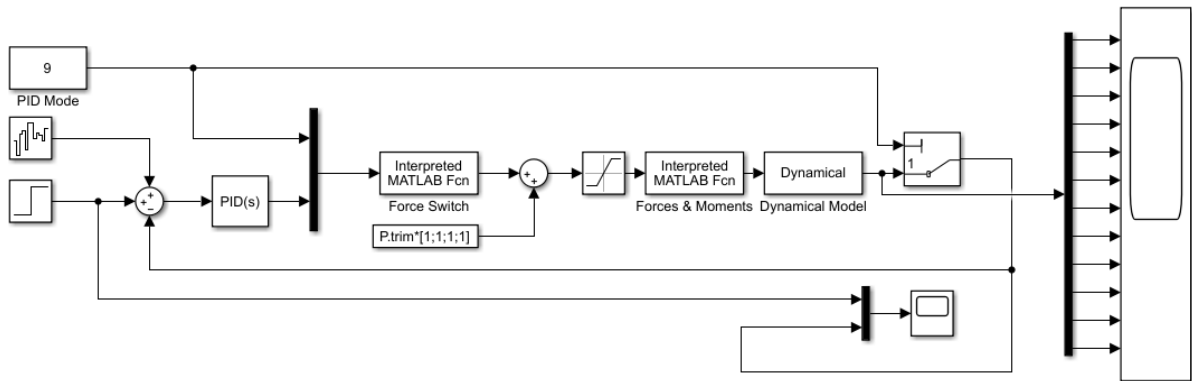 9
PID Mode
PID(s)
Interpreted
MATLAB Fcn
Force Switch
P.trim*[1;1;1;1]
Interpreted
MATLAB Fcn
Forces & Moments
Dynamical
Dynamical Model
1